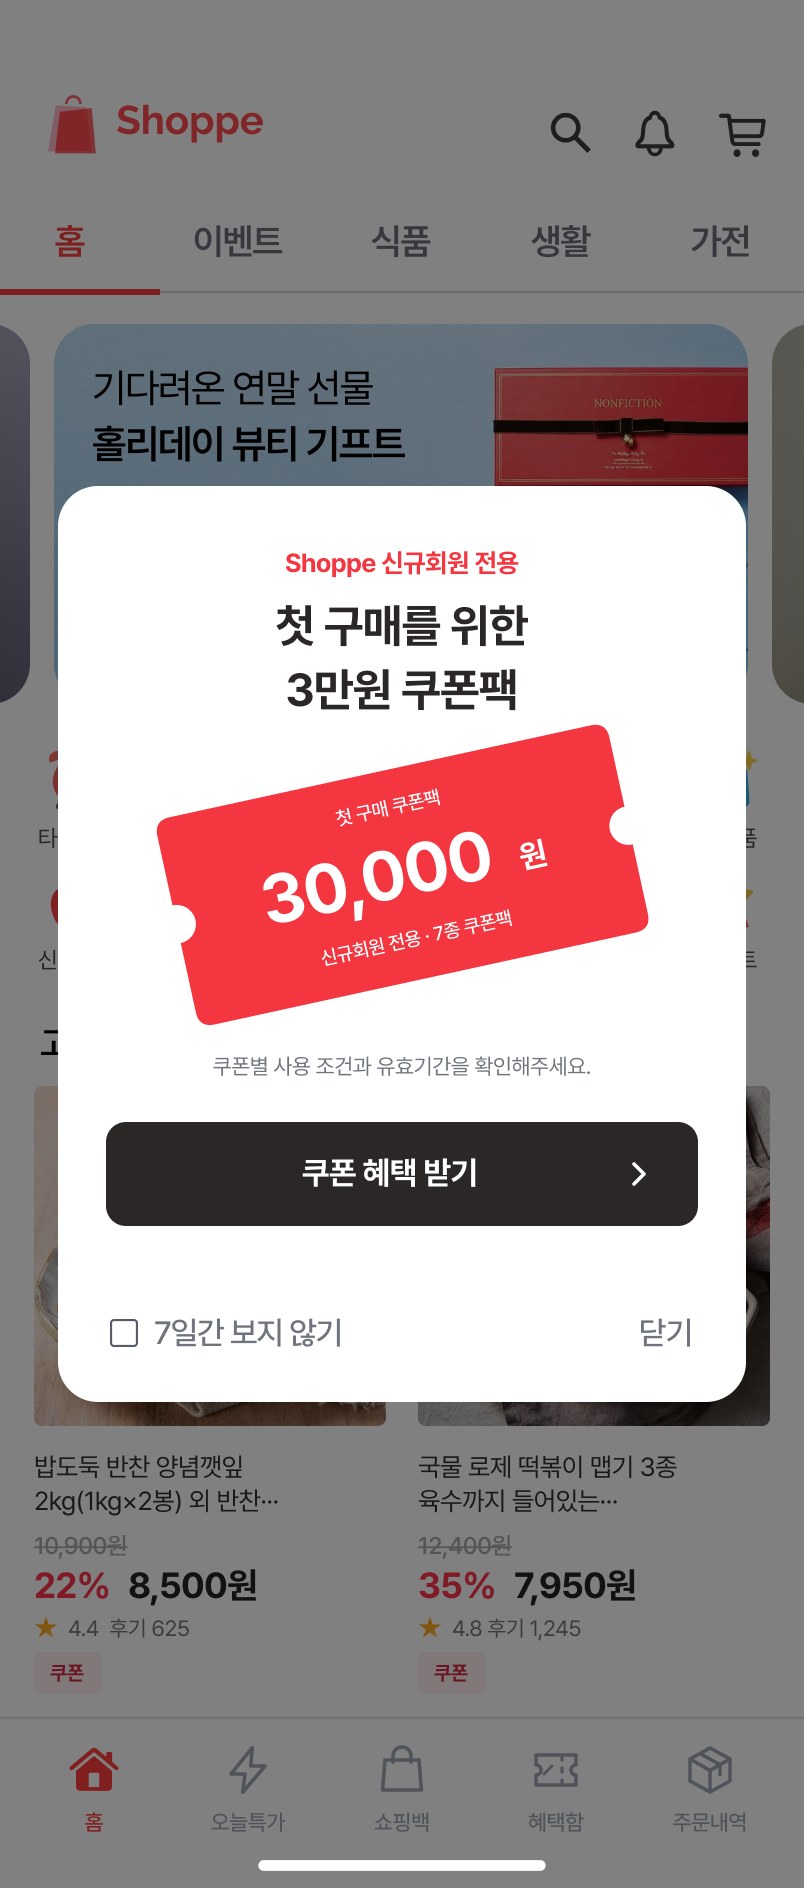 Shoppe
홈 이벤트 식품 생활 가전
기다려온 연말 선물
홀리데이 뷰티 기프트
NONFICTION
Shoppe 신규회원 전용
첫 구매를 위한
3만원 쿠폰팩
첫 구매 쿠폰팩
30,000 원
신규회원 전용 · 7종 쿠폰팩
쿠폰별 사용 조건과 유효기간을 확인해주세요.
쿠폰 혜택 받기
7일간 보지 않기
닫기
타
품
신
트
고
밥도둑 반찬 양념깻잎
2kg(1kg×2봉) 외 반찬···
10,900원
22% 8,500원
4.4 후기 625
쿠폰
국물 로제 떡볶이 맵기 3종
육수까지 들어있는···
12,400원
35% 7,950원
4.8 후기 1,245
쿠폰
홈 오늘특가 쇼핑백 혜택함 주문내역